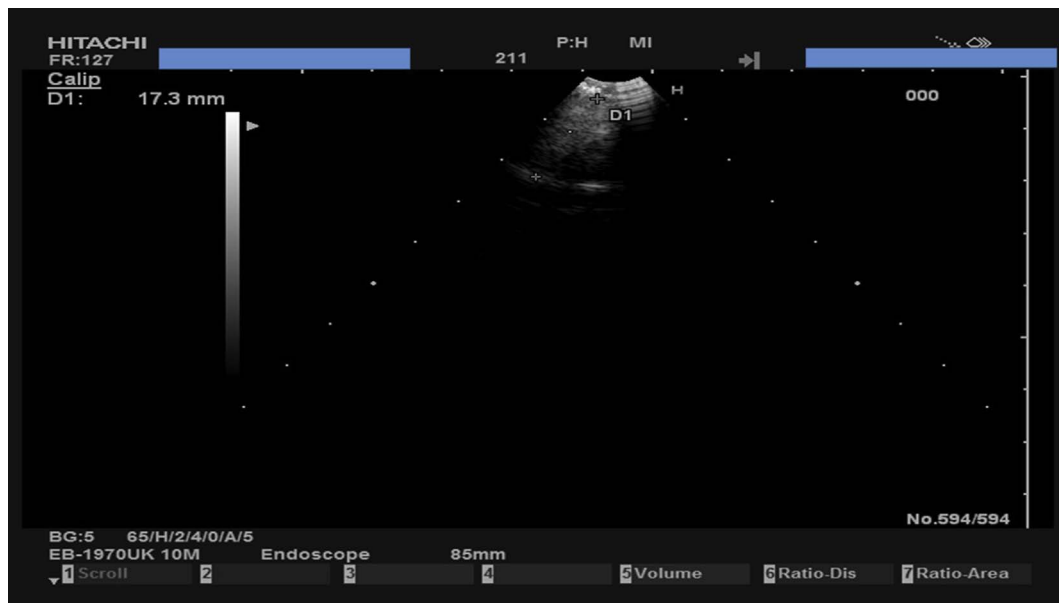 HITACHI P:H MI
FR:127 211
Calip
D1: 17.3 mm
H
000
D1
No.594/594
BG:5 65/H/2/4/0/A/5
EB-1970UK 10M Endoscope 85mm
1 Scroll 2 3 4 5 Volume 6 Ratio-Dis 7 Ratio-Area